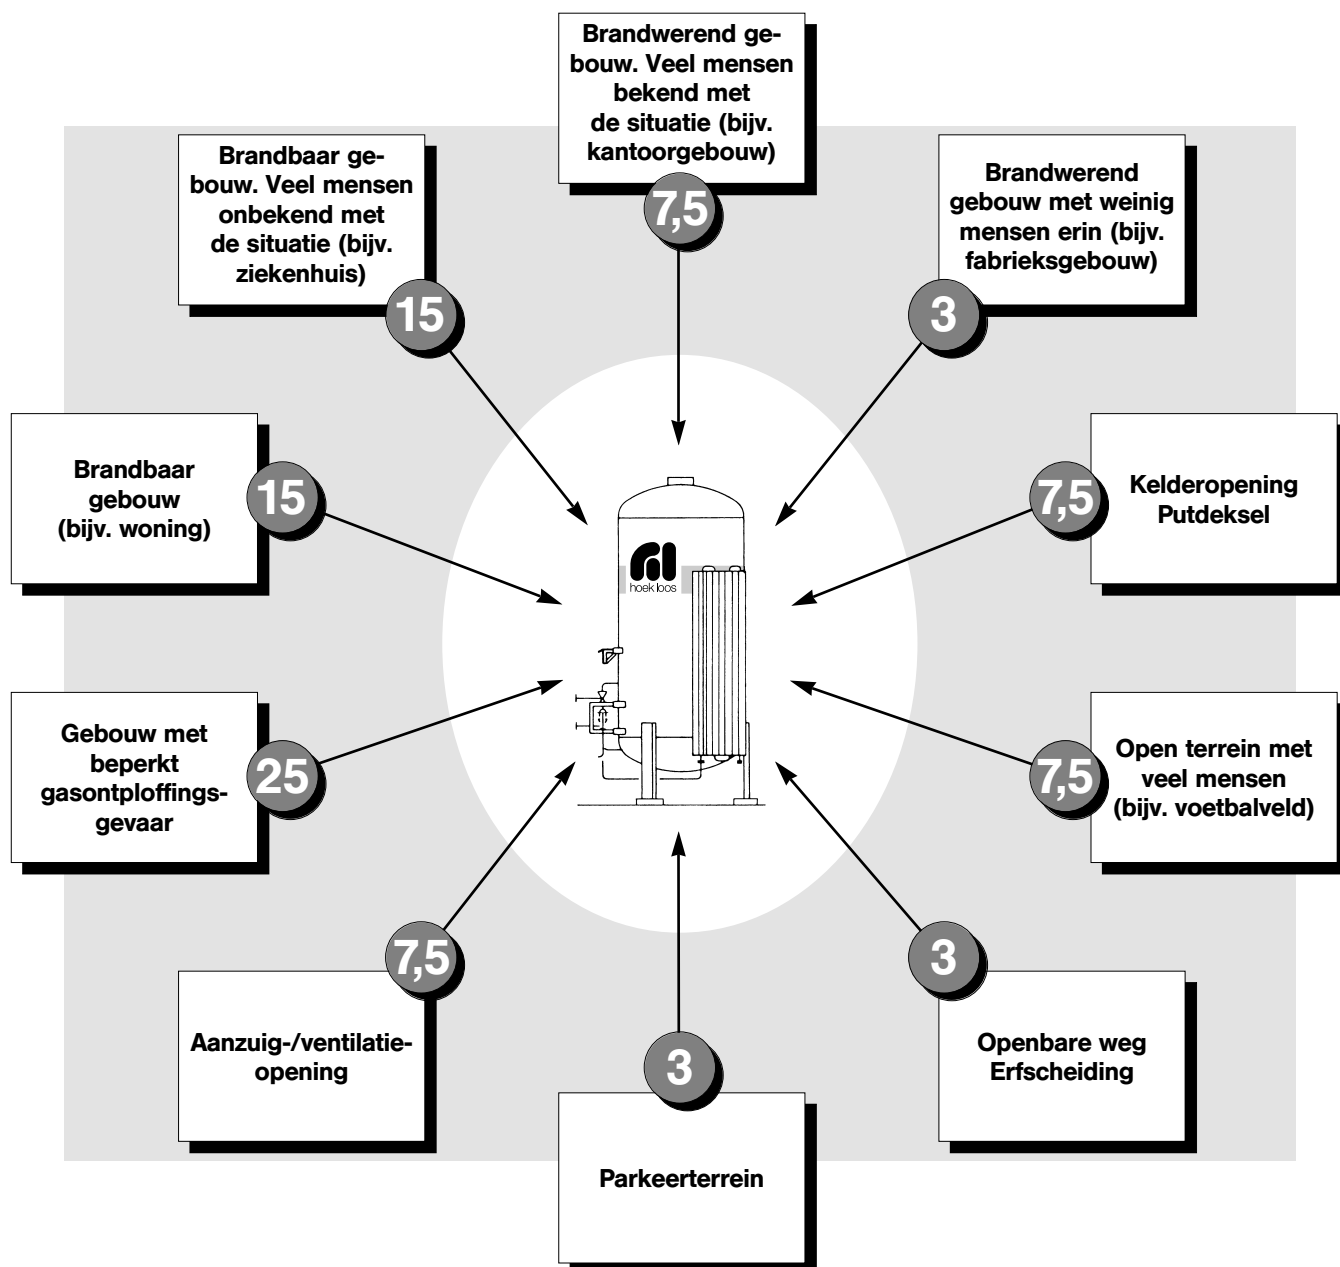 Brandwerend ge-
bouw. Veel mensen
bekend met
de situatie (bijv.
kantoorgebouw)
7,5
Brandbaar ge-
bouw. Veel mensen
onbekend met
de situatie (bijv.
ziekenhuis)
15
Brandwerend
gebouw met weinig
mensen erin (bijv.
fabrieksgebouw)
3
Brandbaar
gebouw
(bijv. woning)
15
Kelderopening
Putdeksel
7,5
hoek loos
Gebouw met
beperkt
gasontploffings-
gevaar
25
Open terrein met
veel mensen
(bijv. voetbalveld)
7,5
Aanzuig-/ventilatie-
opening
7,5
Openbare weg
Erfscheiding
3
3
Parkeerterrein